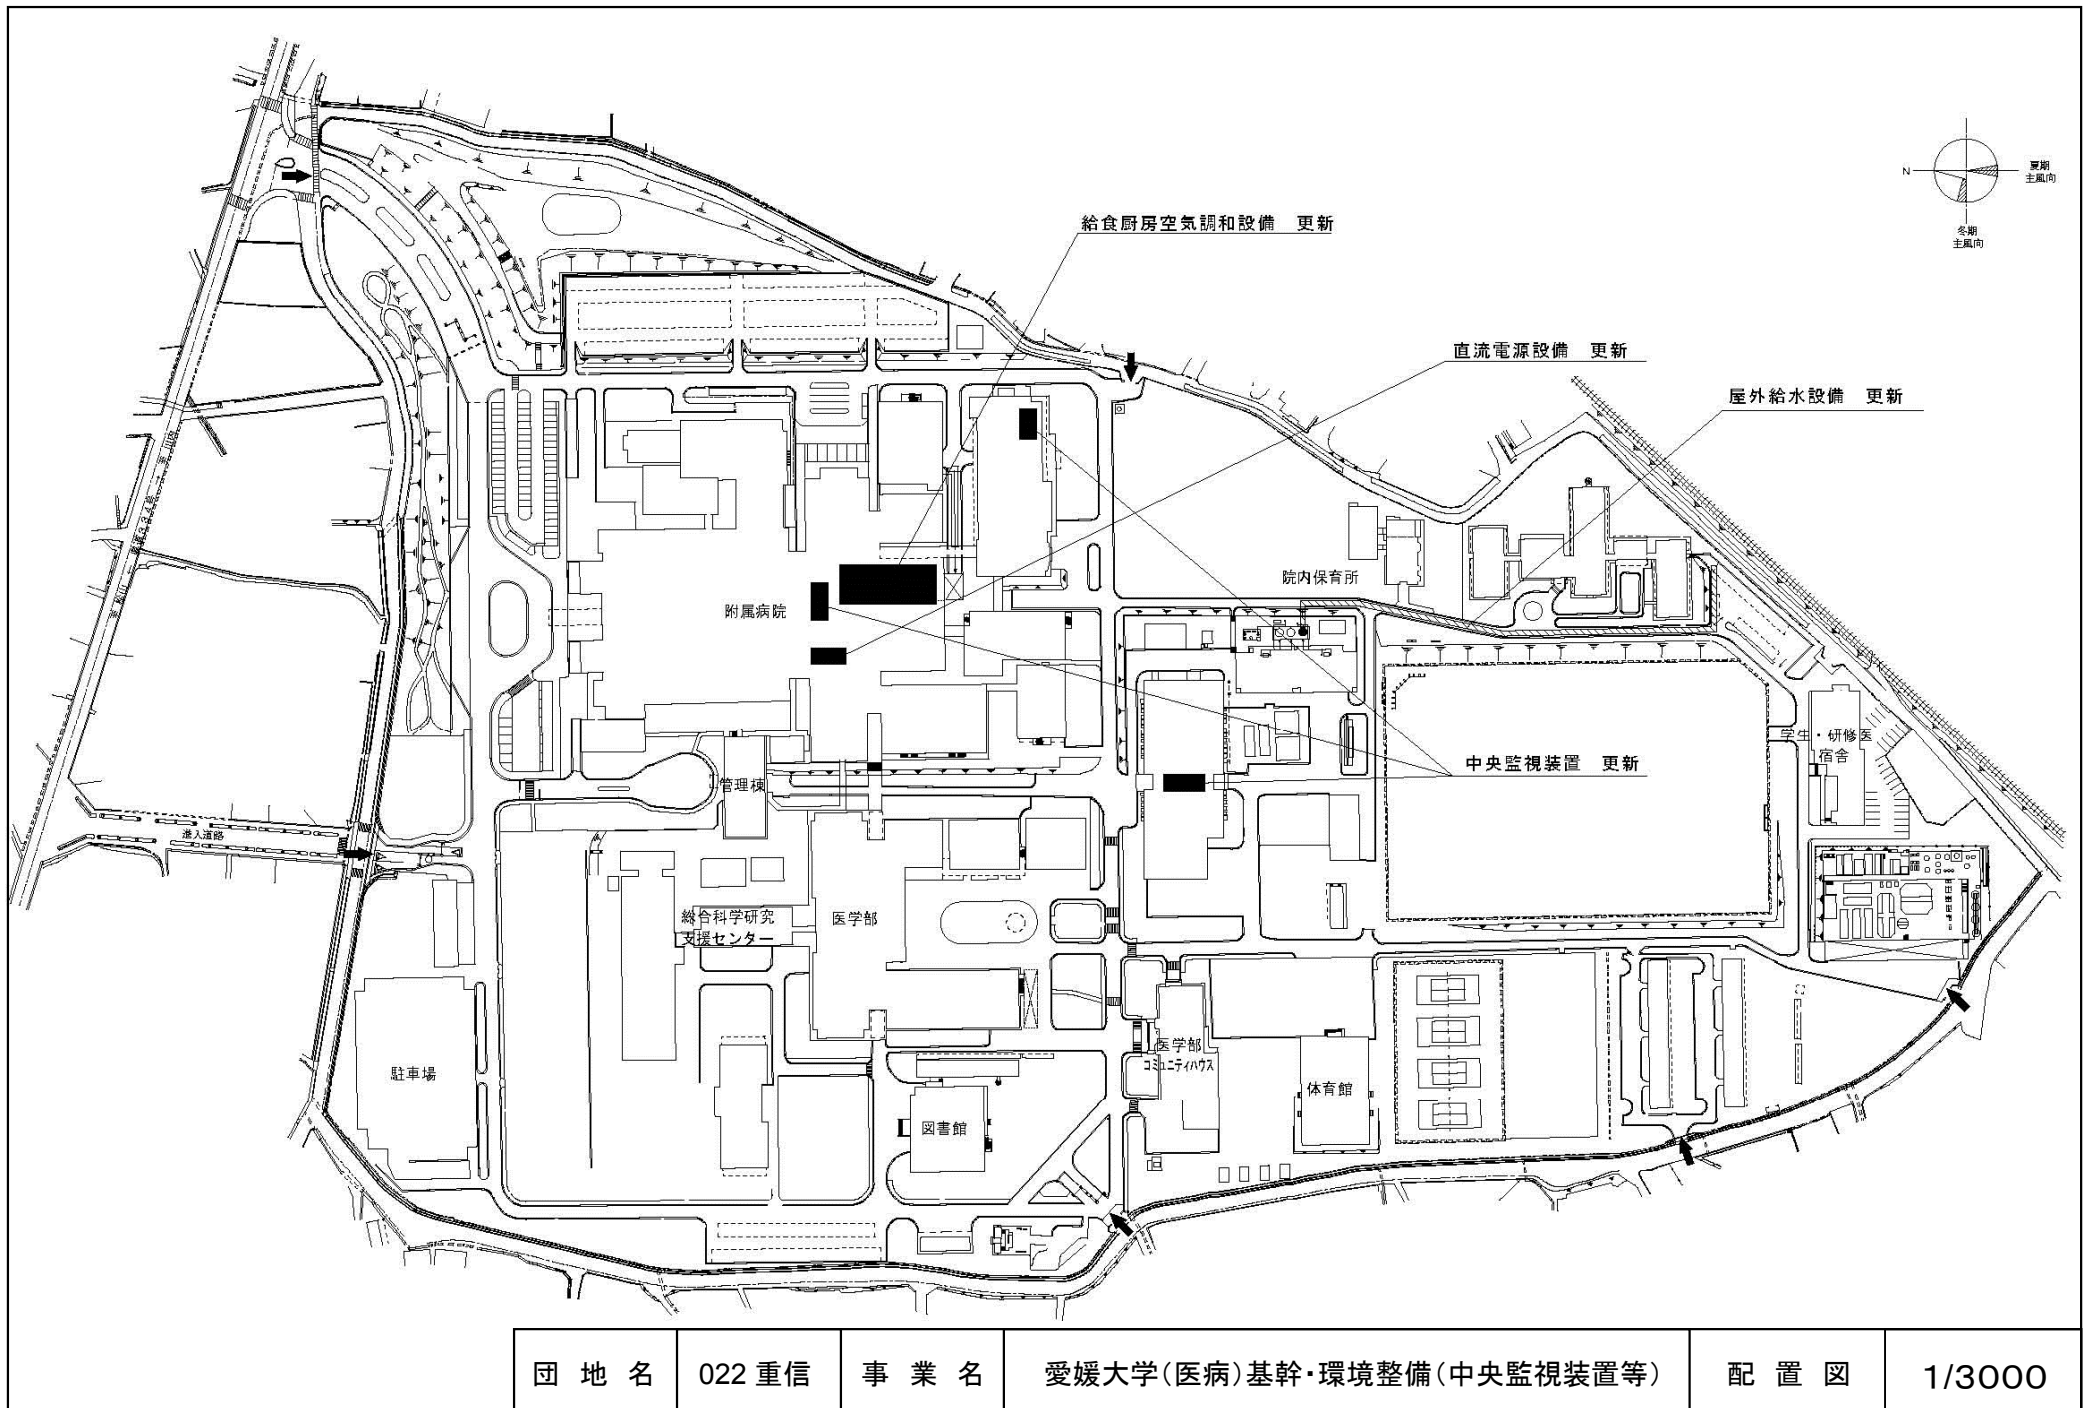 N
夏期
主風向
冬期
主風向
給食厨房空気調和設備 更新
直流電源設備 更新
屋外給水設備 更新
院内保育所
附属病院
学生・研修医
宿舎
中央監視装置 更新
管理棟
進入道路
総合科学研究
支援センター
医学部
医学部
コミュニティハウス
駐車場
体育館
図書館
団地名 022 重信 事業名 愛媛大学(医病)基幹・環境整備(中央監視装置等) 配置図 1/3000